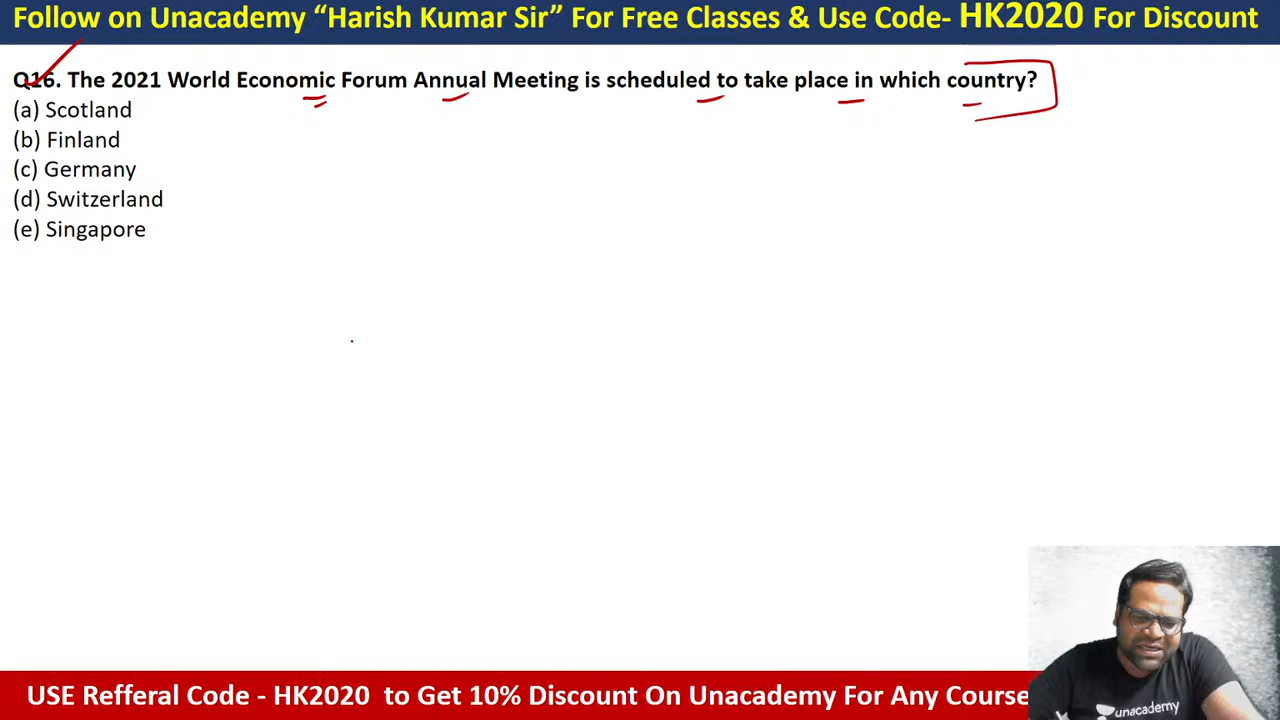 Follow on Unacademy “Harish Kumar Sir” For Free Classes & Use Code- HK2020 For Discount
Q16. The 2021 World Economic Forum Annual Meeting is scheduled to take place in which country?
(a) Scotland
(b) Finland
(c) Germany
(d) Switzerland
(e) Singapore
USE Refferal Code - HK2020 to Get 10% Discount On Unacademy For Any Course
unacademy